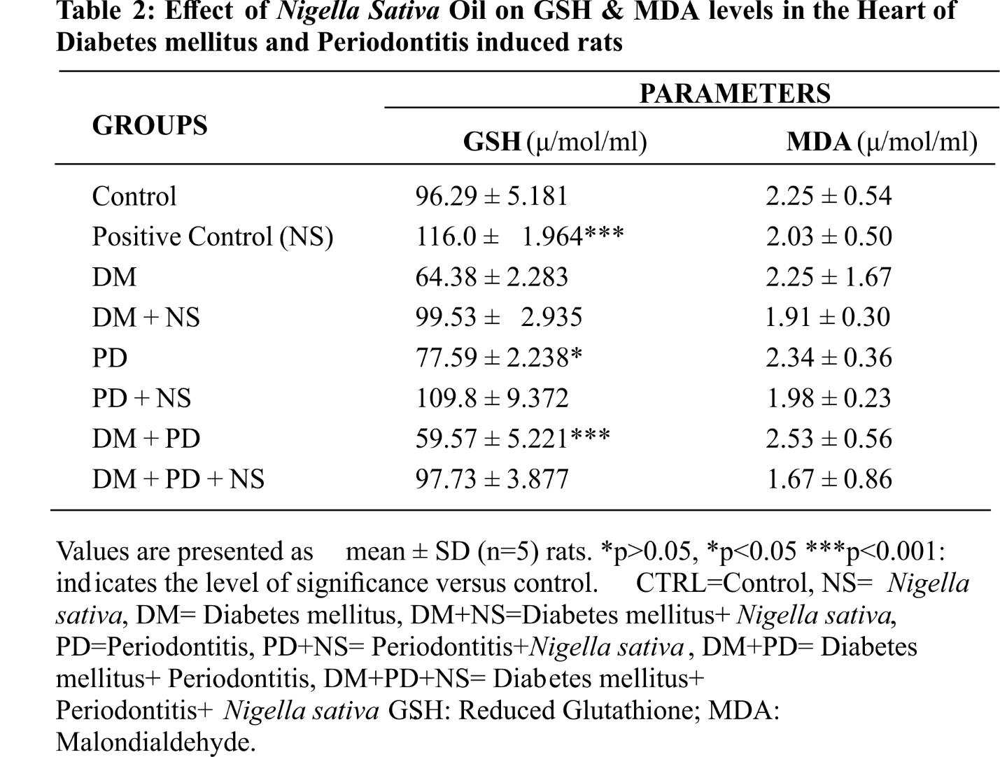 Table 2: Effect of Nigella Sativa Oil on GSH & MDA levels in the Heart of
Diabetes mellitus and Periodontitis induced rats
PARAMETERS
GROUPS
GSH (μ/mol/ml) MDA (μ/mol/ml)
Control 96.29 ± 5.181 2.25 ± 0.54
Positive Control (NS) 116.0 ± 1.964*** 2.03 ± 0.50
DM 64.38 ± 2.283 2.25 ± 1.67
DM + NS 99.53 ± 2.935 1.91 ± 0.30
PD 77.59 ± 2.238* 2.34 ± 0.36
PD + NS 109.8 ± 9.372 1.98 ± 0.23
DM + PD 59.57 ± 5.221*** 2.53 ± 0.56
DM + PD + NS 97.73 ± 3.877 1.67 ± 0.86
Values are presented as mean ± SD (n=5) rats. *p>0.05, *p<0.05 ***p<0.001:
indicates the level of significance versus control. CTRL=Control, NS= Nigella
sativa, DM= Diabetes mellitus, DM+NS=Diabetes mellitus+ Nigella sativa,
PD=Periodontitis, PD+NS= Periodontitis+Nigella sativa, DM+PD= Diabetes
mellitus+ Periodontitis, DM+PD+NS= Diabetes mellitus+
Periodontitis+ Nigella sativa GSH: Reduced Glutathione; MDA:
Malondialdehyde.